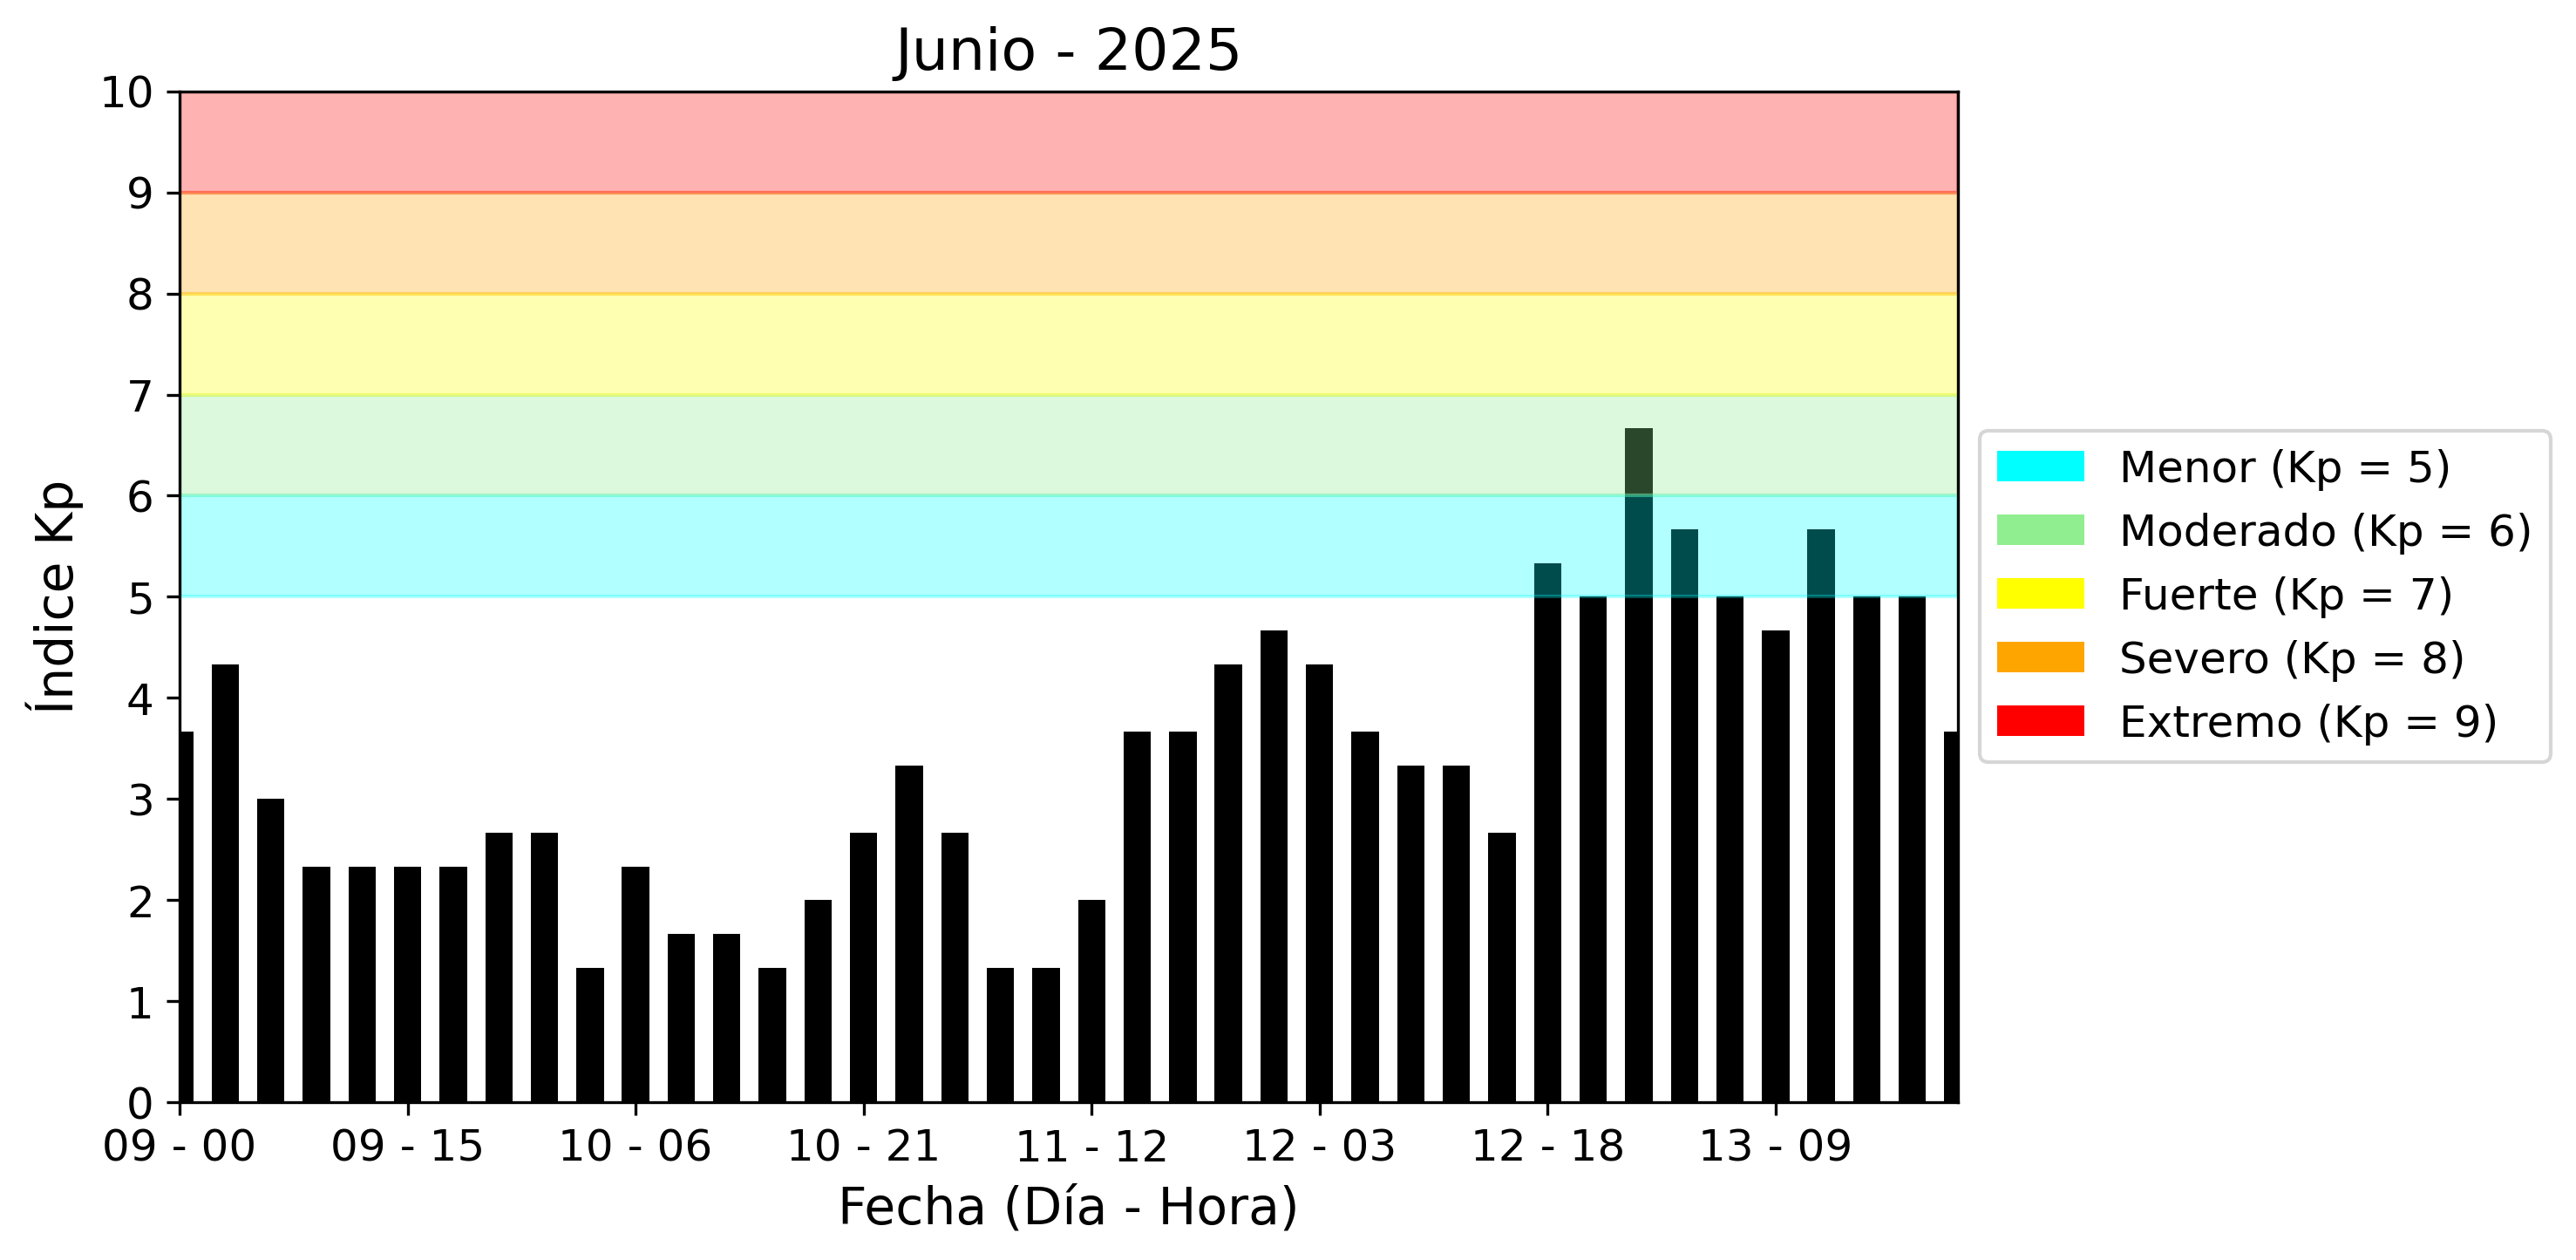 Junio - 2025
10
9
8
7
6
5
4
3
2
1
0
Índice Kp
09 - 00 09 - 15 10 - 06 10 - 21 11 - 12 12 - 03 12 - 18 13 - 09
Fecha (Día - Hora)
Menor (Kp = 5)
Moderado (Kp = 6)
Fuerte (Kp = 7)
Severo (Kp = 8)
Extremo (Kp = 9)